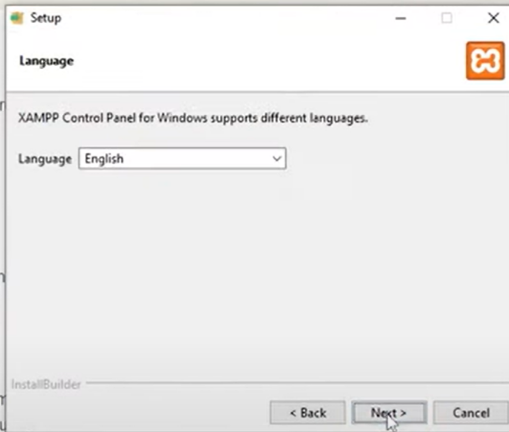 Setup
Language
XAMPP Control Panel for Windows supports different languages.
Language English
InstallBuilder
< Back Next > Cancel